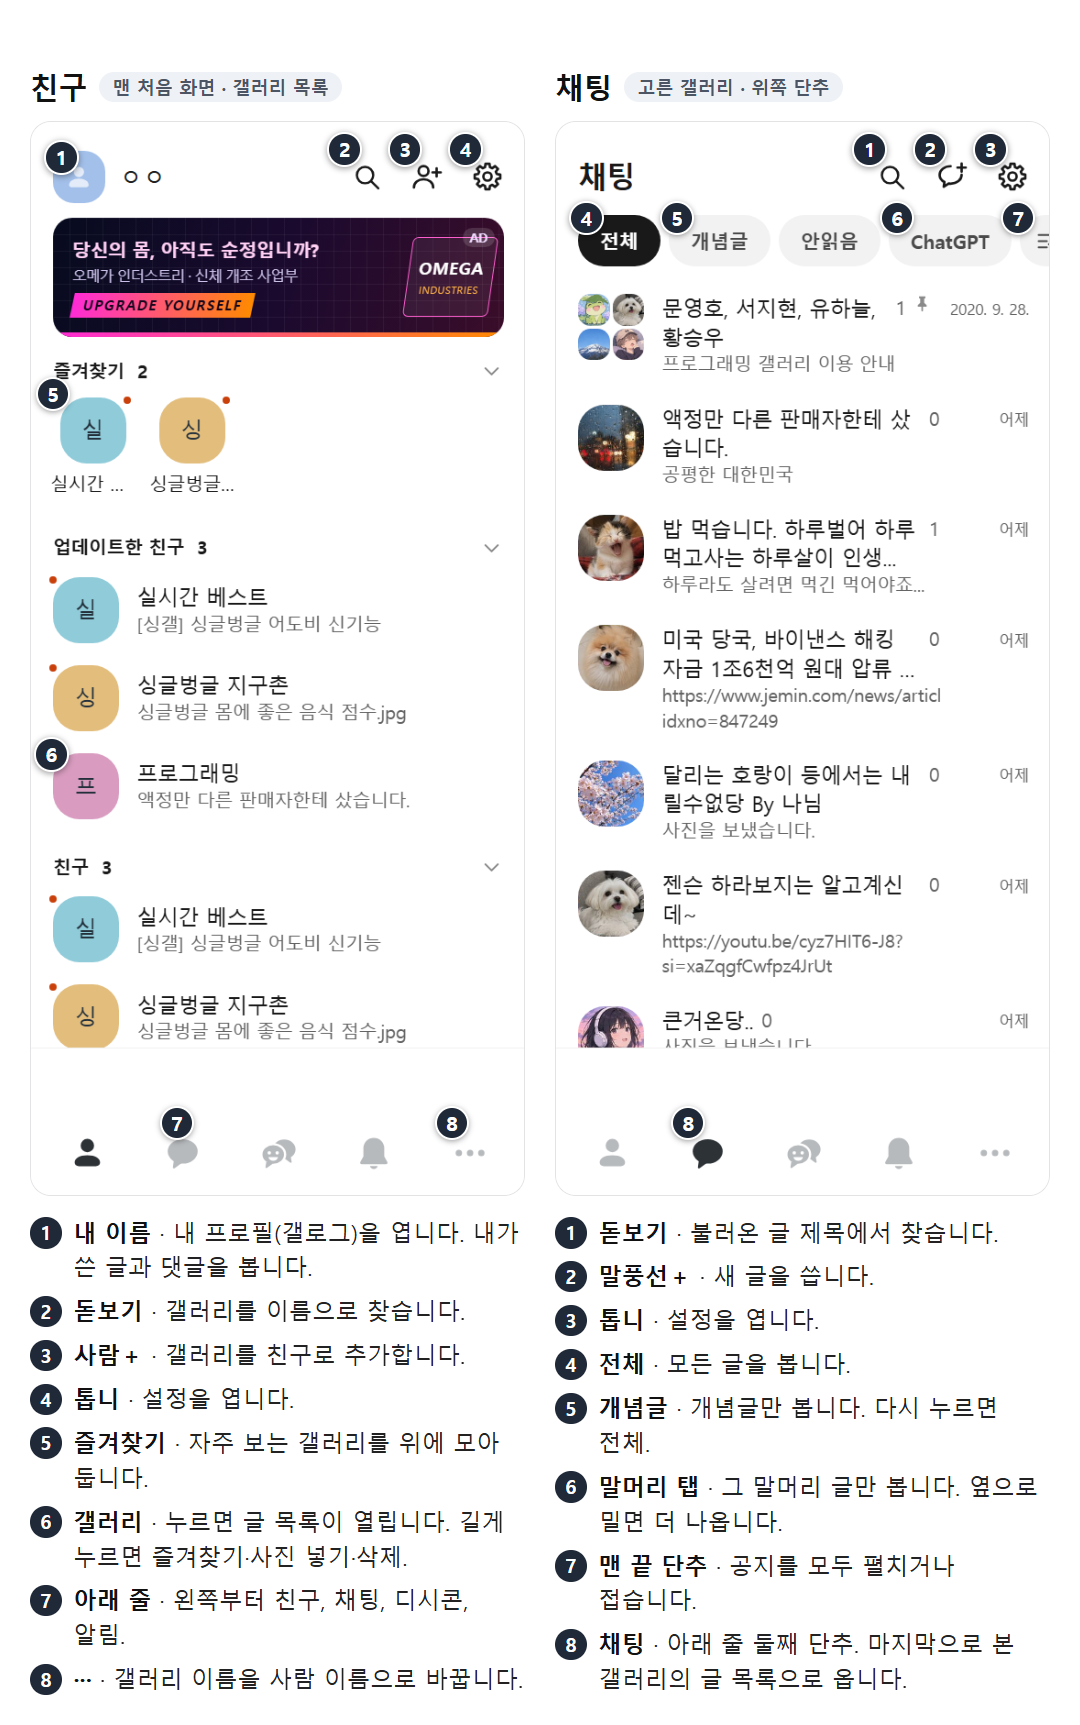 친구 맨 처음 화면 · 갤러리 목록
1 2 3 4
ㅇㅇ
당신의 몸, 아직도 순정입니까?
오메가 인더스트리 · 신체 개조 사업부
UPGRADE YOURSELF
AD
OMEGA
INDUSTRIES
즐겨찾기 2
5
실 싱
실시간 ... 싱글벙글...
업데이트한 친구 3
실
실시간 베스트
[싱갤] 싱글벙글 어도비 신기능
싱
싱글벙글 지구촌
싱글벙글 몸에 좋은 음식 점수.jpg
6
프
프로그래밍
액정만 다른 판매자한테 샀습니다.
친구 3
실
실시간 베스트
[싱갤] 싱글벙글 어도비 신기능
싱
싱글벙글 지구촌
싱글벙글 몸에 좋은 음식 점수.jpg
7 8
1 내 이름 · 내 프로필(갤로그)을 엽니다. 내가
쓴 글과 댓글을 봅니다.
2 돋보기 · 갤러리를 이름으로 찾습니다.
3 사람+ · 갤러리를 친구로 추가합니다.
4 톱니 · 설정을 엽니다.
5 즐겨찾기 · 자주 보는 갤러리를 위에 모아
둡니다.
6 갤러리 · 누르면 글 목록이 열립니다. 길게
누르면 즐겨찾기·사진 넣기·삭제.
7 아래 줄 · 왼쪽부터 친구, 채팅, 디시콘,
알림.
8 ··· · 갤러리 이름을 사람 이름으로 바꿉니다.
채팅 고른 갤러리 · 위쪽 단추
1 2 3
채팅
4 5 6 7
전체 개념글 안읽음 ChatGPT
문영호, 서지현, 유하늘, 1 2020. 9. 28.
황승우
프로그래밍 갤러리 이용 안내
액정만 다른 판매자한테 샀 0 어제
습니다.
공평한 대한민국
밥 먹습니다. 하루벌어 하루 1 어제
먹고사는 하루살이 인생...
하루라도 살려면 먹긴 먹어야죠...
미국 당국, 바이낸스 해킹 0 어제
자금 1조6천억 원대 압류 ...
https://www.jemin.com/news/articl
idxno=847249
달리는 호랑이 등에서는 내 0 어제
릴수없당 By 나님
사진을 보냈습니다.
젠슨 하라보지는 알고계신 0 어제
데~
https://youtu.be/cyz7HIT6-J8?
si=xaZqgfCwfpz4JrUt
큰거온당.. 0 어제
사진을 보냈습니다
8
1 돋보기 · 불러온 글 제목에서 찾습니다.
2 말풍선+ · 새 글을 씁니다.
3 톱니 · 설정을 엽니다.
4 전체 · 모든 글을 봅니다.
5 개념글 · 개념글만 봅니다. 다시 누르면
전체.
6 말머리 탭 · 그 말머리 글만 봅니다. 옆으로
밀면 더 나옵니다.
7 맨 끝 단추 · 공지를 모두 펼치거나
접습니다.
8 채팅 · 아래 줄 둘째 단추. 마지막으로 본
갤러리의 글 목록으로 옵니다.